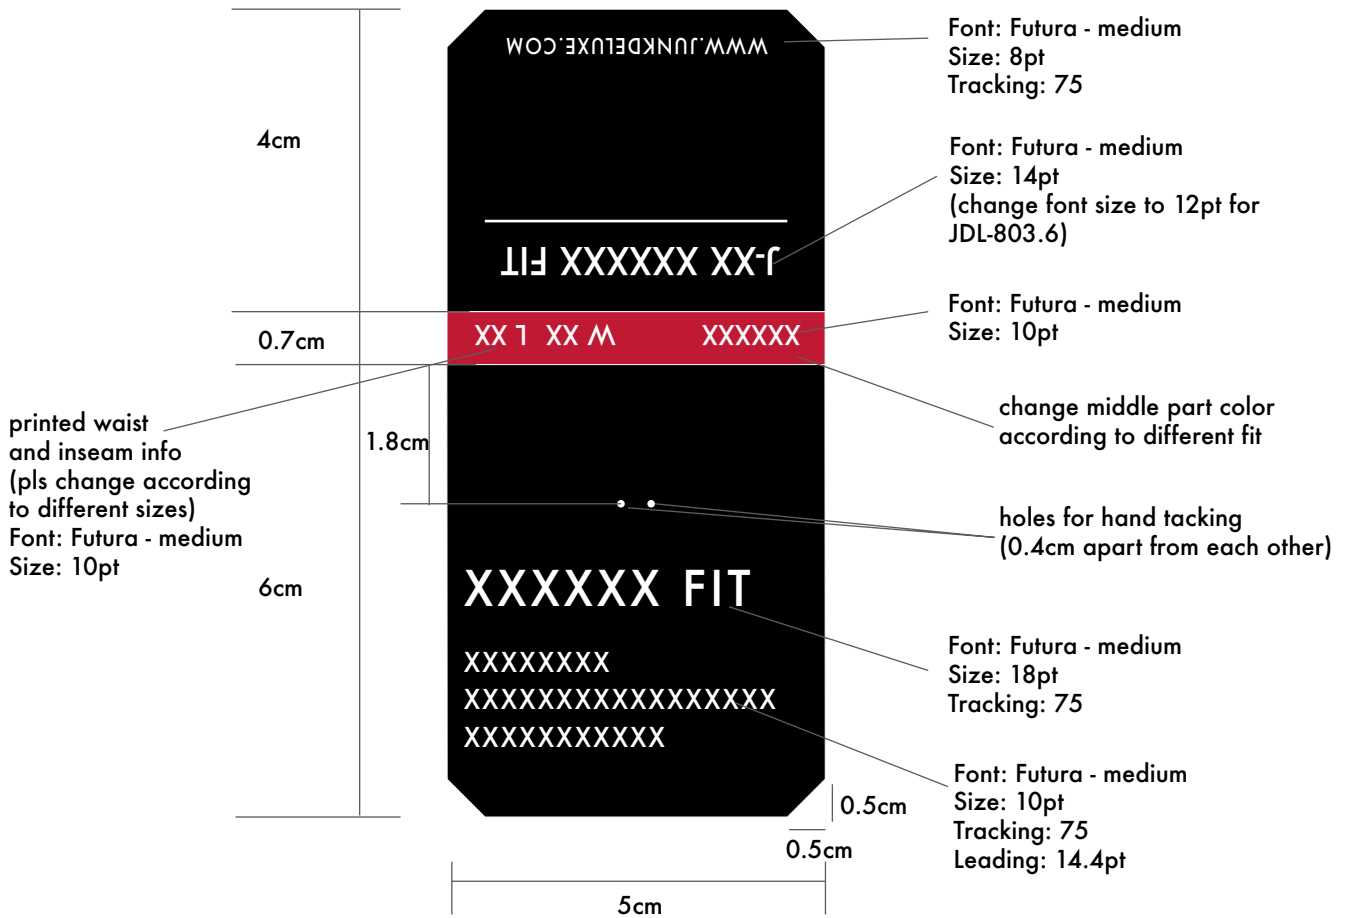 WWW.JUNKDELUXE.COM
Font: Futura - medium
Size: 8pt
Tracking: 75
4cm
Font: Futura - medium
Size: 14pt
(change font size to 12pt for
JDL-803.6)
J-XX XXXXXX FIT
Font: Futura - medium
Size: 10pt
0.7cm
XXXXXX W XX L XX
change middle part color
according to different fit
printed waist
and inseam info
(pls change according
to different sizes)
Font: Futura - medium
Size: 10pt
1.8cm
holes for hand tacking
(0.4cm apart from each other)
6cm
XXXXXX FIT
Font: Futura - medium
Size: 18pt
Tracking: 75
XXXXXXXX
XXXXXXXXXXXXXXXXX
XXXXXXXXXXX
Font: Futura - medium
Size: 10pt
Tracking: 75
Leading: 14.4pt
0.5cm
0.5cm
5cm